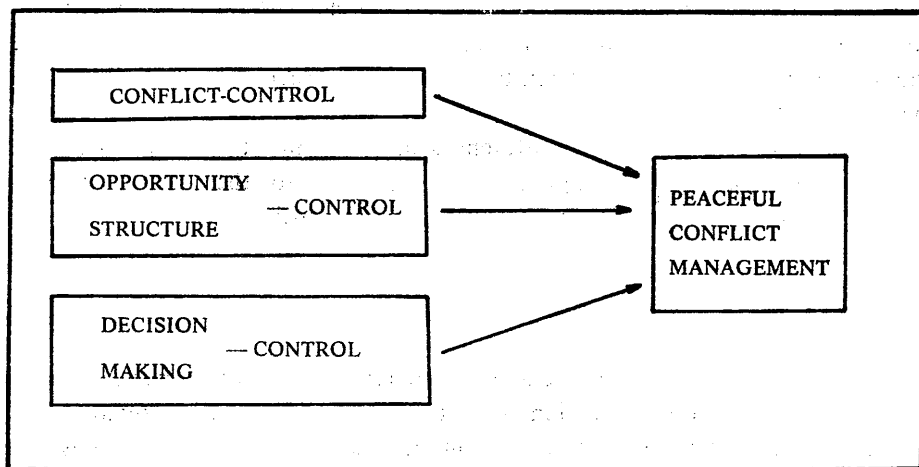 CONFLICT-CONTROL
OPPORTUNITY
STRUCTURE — CONTROL
DECISION
MAKING — CONTROL
PEACEFUL
CONFLICT
MANAGEMENT